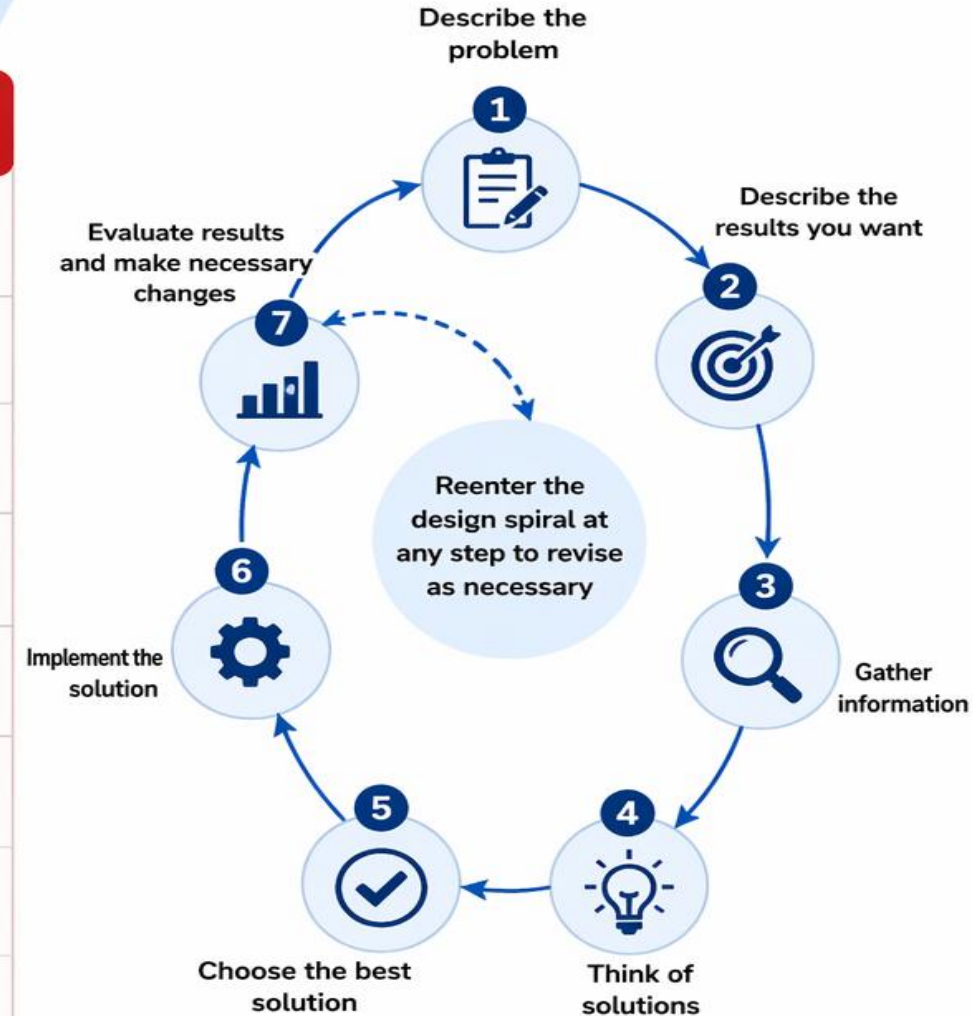 Describe the
problem
1
Describe the
results you want
2
3
Gather
information
4
Think of
solutions
5
Choose the best
solution
6
Implement the
solution
Evaluate results
and make necessary
changes
7
Reenter the
design spiral at
any step to revise
as necessary